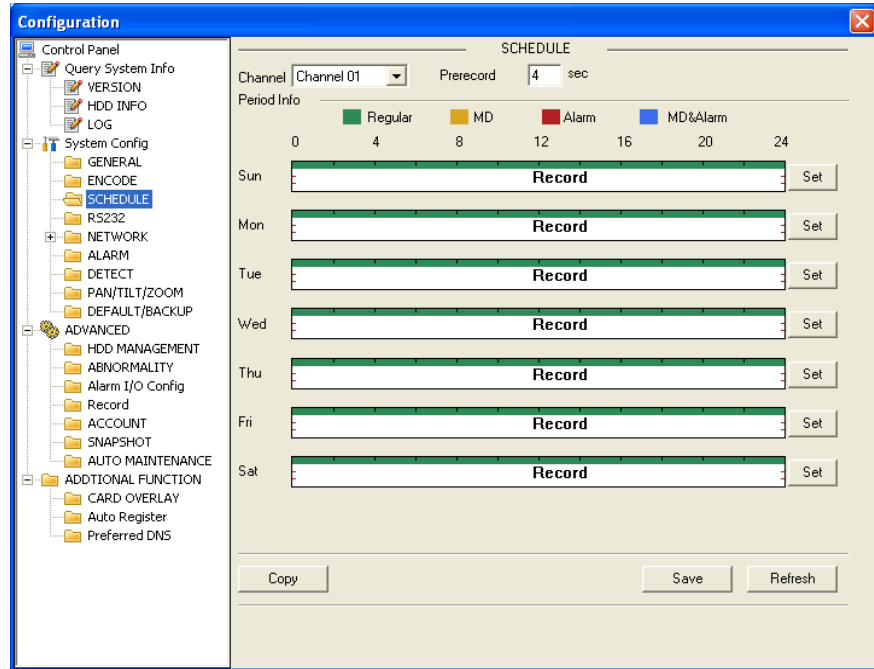 Configuration
Control Panel
Query System Info
VERSION
HDD INFO
LOG
System Config
GENERAL
ENCODE
SCHEDULE
RS232
NETWORK
ALARM
DETECT
PAN/TILT/ZOOM
DEFAULT/BACKUP
ADVANCED
HDD MANAGEMENT
ABNORMALITY
Alarm I/O Config
Record
ACCOUNT
SNAPSHOT
AUTO MAINTENANCE
ADDTIONAL FUNCTION
CARD OVERLAY
Auto Register
Preferred DNS
SCHEDULE
Channel Channel 01 Prerecord 4 sec
Period Info
Regular MD Alarm MD&Alarm
0 4 8 12 16 20 24
Sun Record Set
Mon Record Set
Tue Record Set
Wed Record Set
Thu Record Set
Fri Record Set
Sat Record Set
Copy Save Refresh